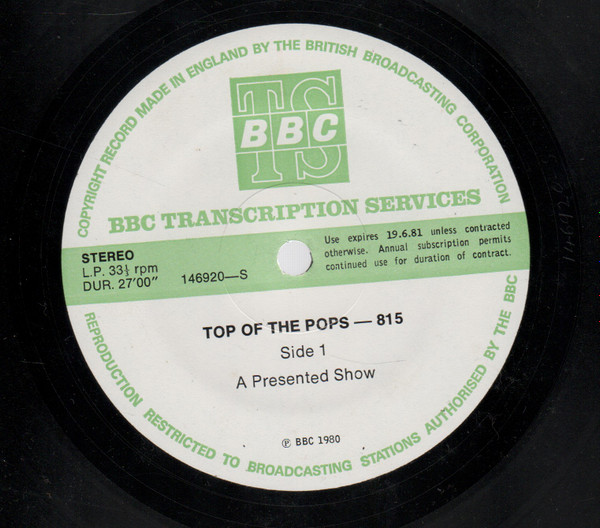 COPYRIGHT RECORD MADE IN ENGLAND BY THE BRITISH BROADCASTING CORPORATION
TS
BBC
BBC TRANSCRIPTION SERVICES
STEREO
L.P. 33⅓ rpm
DUR. 27'00"
146920—S
Use expires 19.6.81 unless contracted
otherwise. Annual subscription permits
continued use for duration of contract.
TOP OF THE POPS — 815
Side 1
A Presented Show
℗ BBC 1980
REPRODUCTION RESTRICTED TO BROADCASTING STATIONS AUTHORISED BY THE BBC